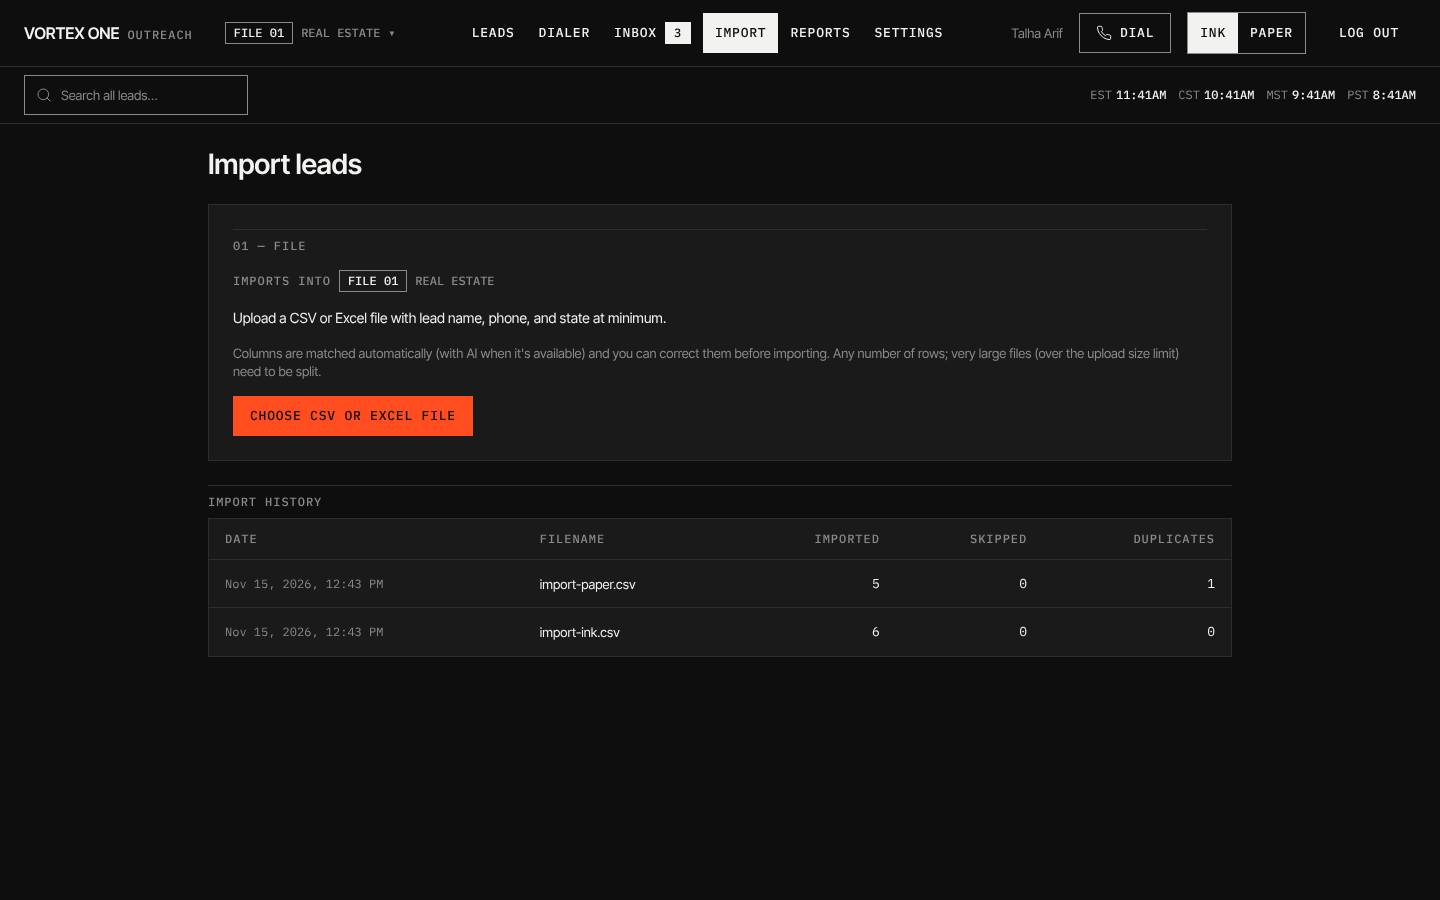 VORTEX ONE OUTREACH FILE 01 REAL ESTATE ▾ LEADS DIALER INBOX 3 IMPORT REPORTS SETTINGS Talha Arif DIAL INK PAPER LOG OUT
Search all leads... EST 11:41AM CST 10:41AM MST 9:41AM PST 8:41AM
Import leads
01 — FILE
IMPORTS INTO FILE 01 REAL ESTATE
Upload a CSV or Excel file with lead name, phone, and state at minimum.
Columns are matched automatically (with AI when it's available) and you can correct them before importing. Any number of rows; very large files (over the upload size limit)
need to be split.
CHOOSE CSV OR EXCEL FILE
IMPORT HISTORY
DATE FILENAME IMPORTED SKIPPED DUPLICATES
Nov 15, 2026, 12:43 PM import-paper.csv 5 0 1
Nov 15, 2026, 12:43 PM import-ink.csv 6 0 0